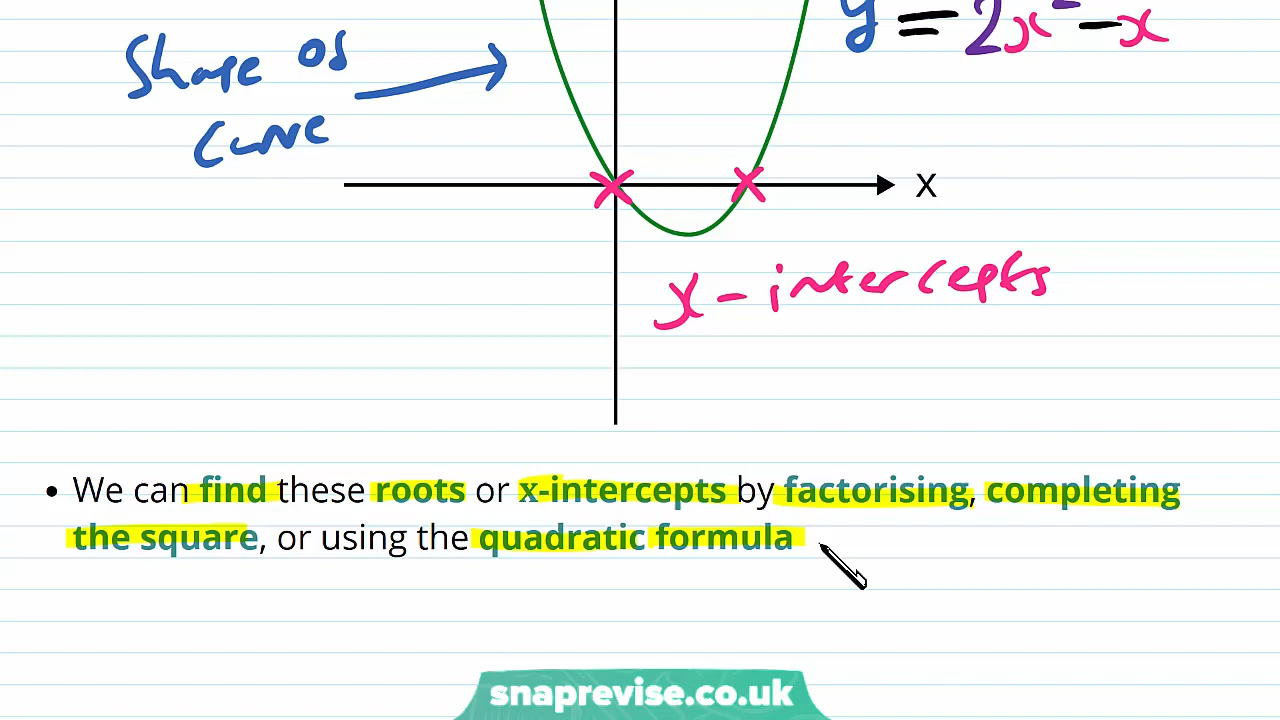 y = 2x² - x
Shape of
curve
x
x - intercepts
• We can find these roots or x-intercepts by factorising, completing
the square, or using the quadratic formula
snaprevise.co.uk